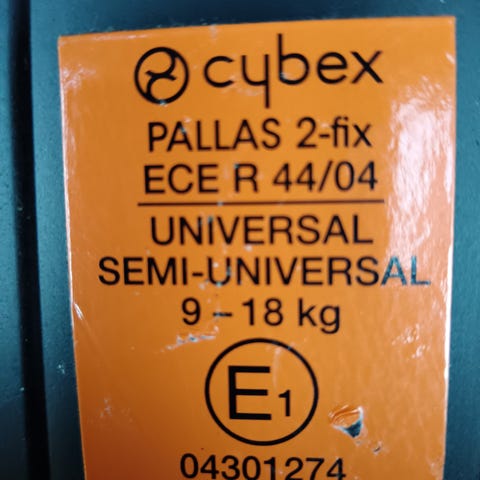 cybex
PALLAS 2-fix
ECE R 44/04
UNIVERSAL
SEMI-UNIVERSAL
9 – 18 kg
E1
04301274